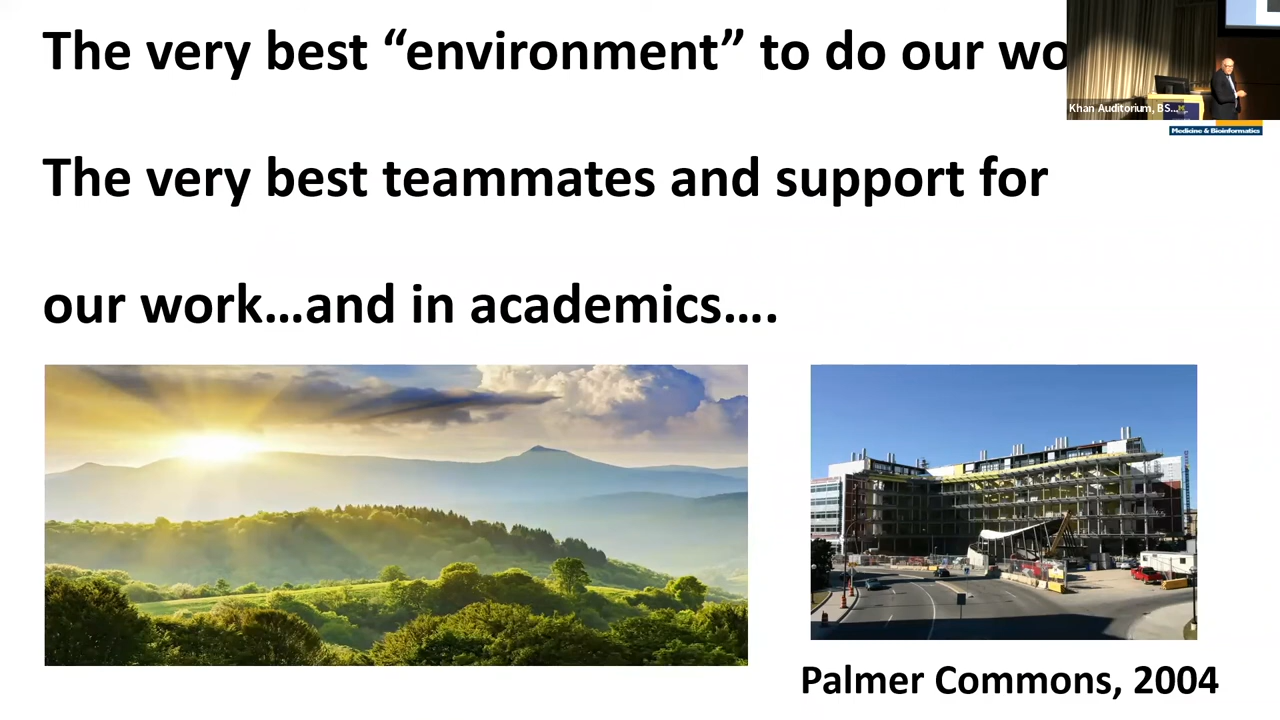 The very best “environment” to do our wo
Khan Auditorium, BS...
Medicine & Bioinformatics
The very best teammates and support for
our work...and in academics....
Palmer Commons, 2004